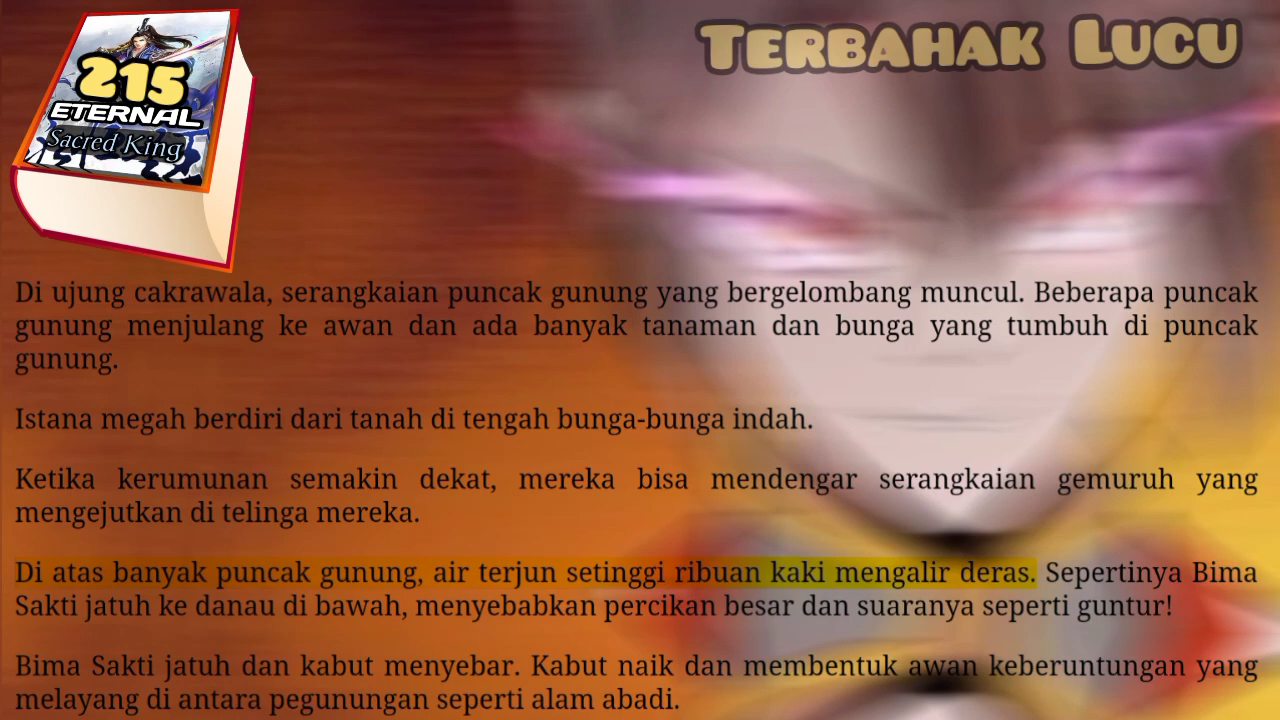 215
ETERNAL
Sacred King
TERBAHAK LUCU
Di ujung cakrawala, serangkaian puncak gunung yang bergelombang muncul. Beberapa puncak
gunung menjulang ke awan dan ada banyak tanaman dan bunga yang tumbuh di puncak
gunung.
Istana megah berdiri dari tanah di tengah bunga-bunga indah.
Ketika kerumunan semakin dekat, mereka bisa mendengar serangkaian gemuruh yang
mengejutkan di telinga mereka.
Di atas banyak puncak gunung, air terjun setinggi ribuan kaki mengalir deras. Sepertinya Bima
Sakti jatuh ke danau di bawah, menyebabkan percikan besar dan suaranya seperti guntur!
Bima Sakti jatuh dan kabut menyebar. Kabut naik dan membentuk awan keberuntungan yang
melayang di antara pegunungan seperti alam abadi.